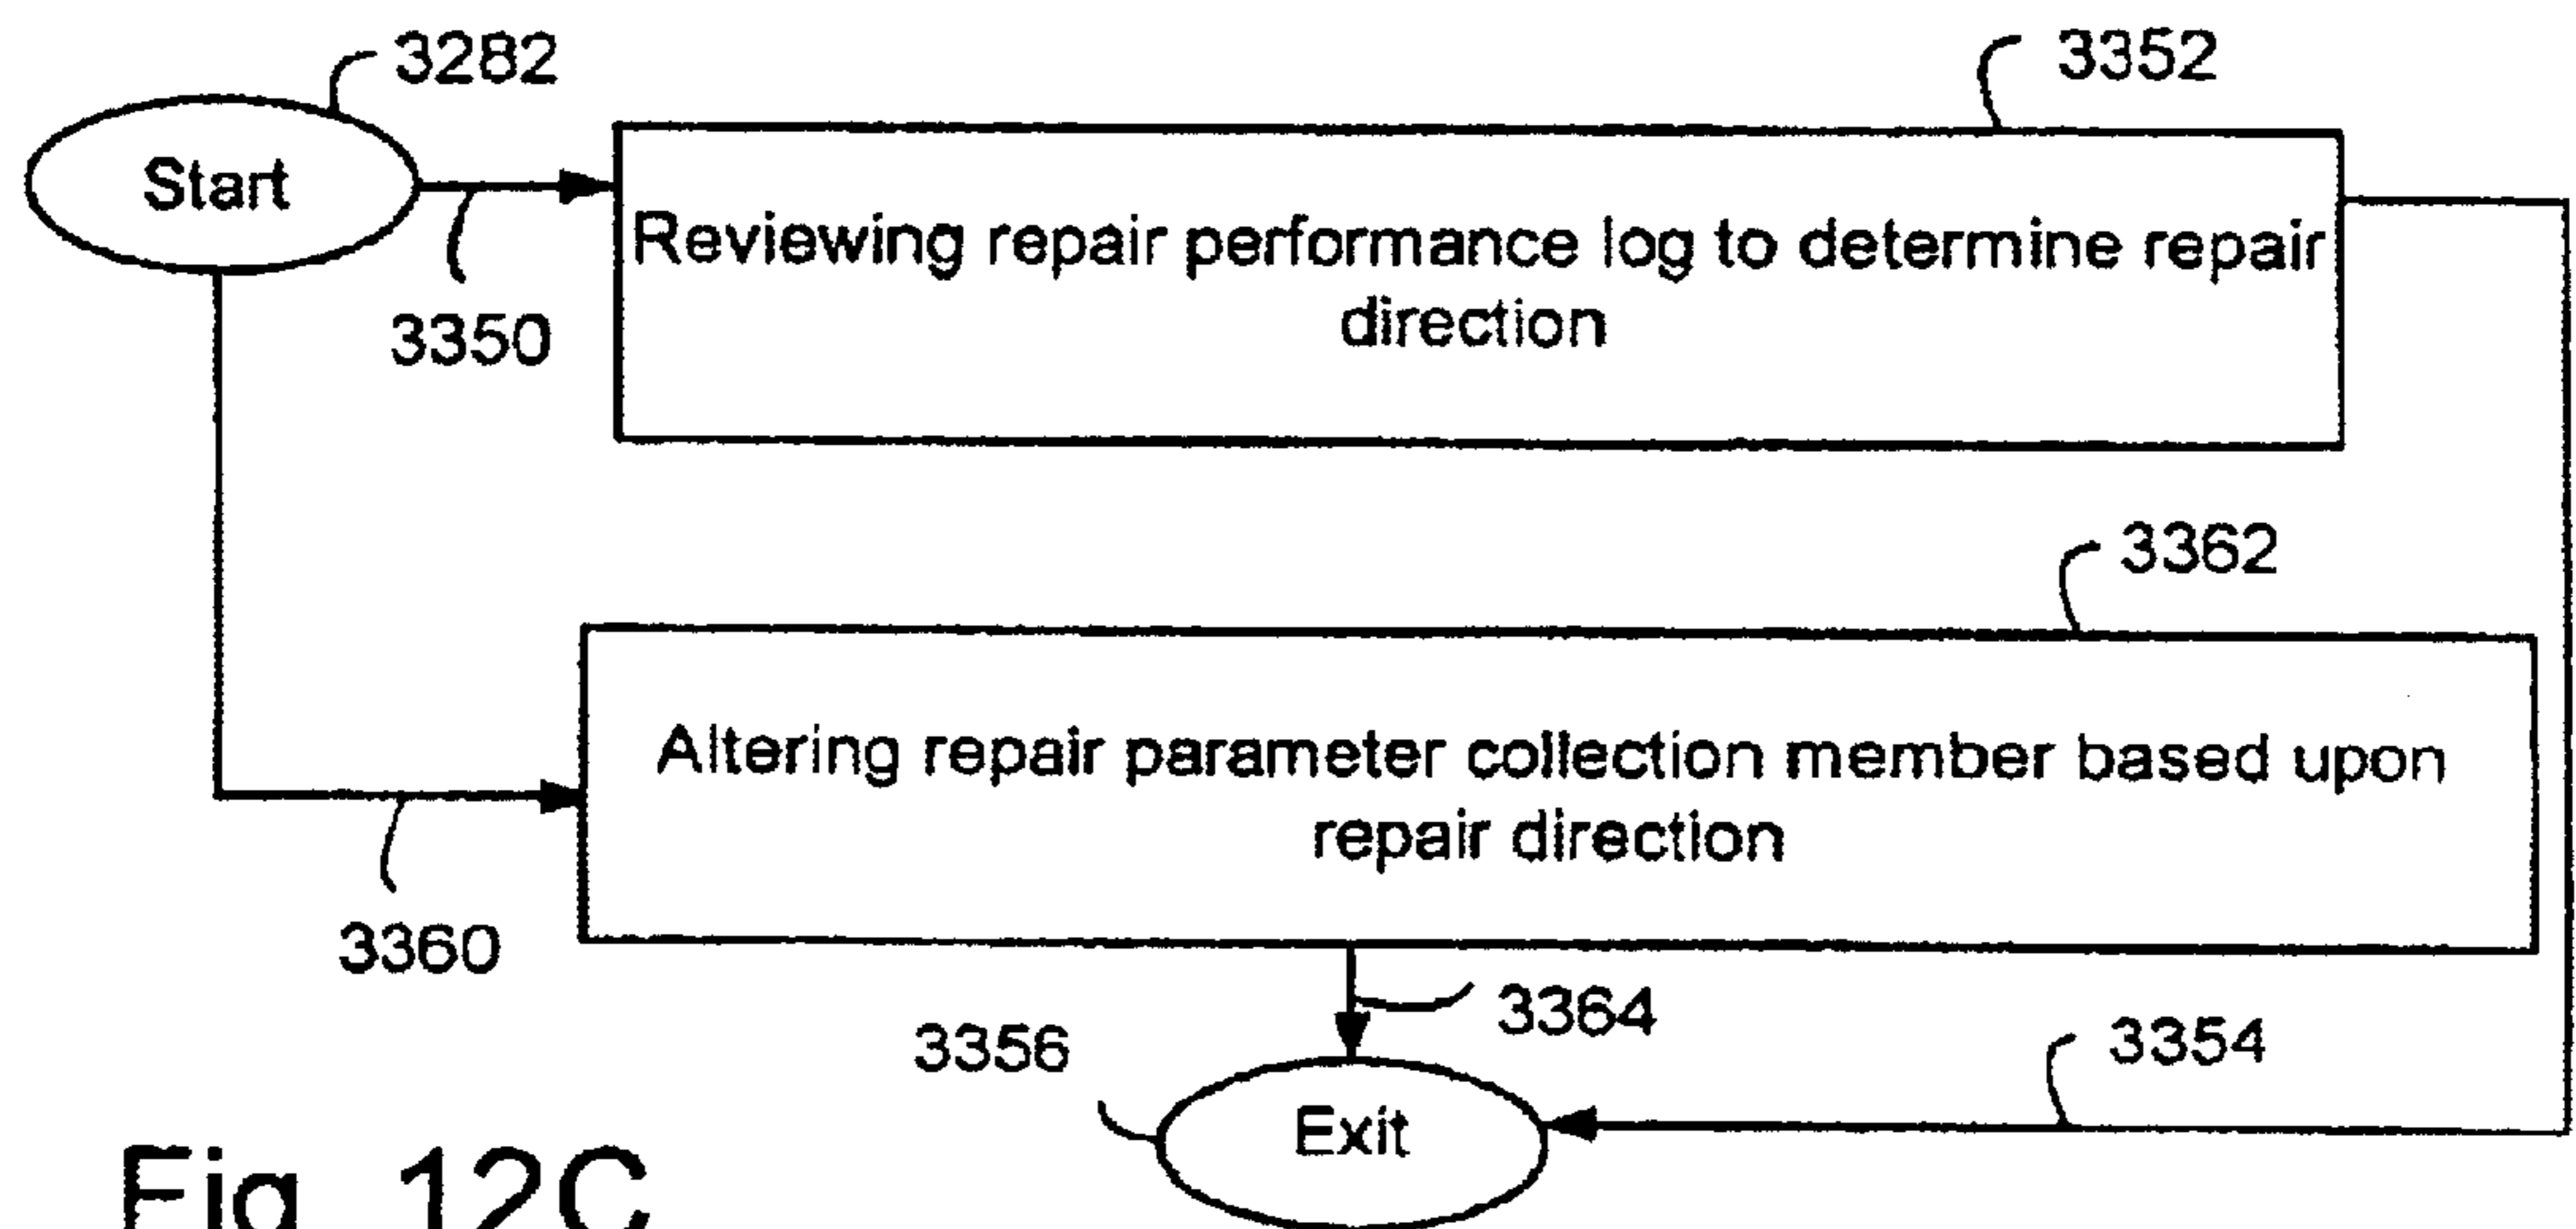 3282
3352
Start
Reviewing repair performance log to determine repair
direction
3350
3362
Altering repair parameter collection member based upon
repair direction
3360
3364
3356
3354
Exit
Fig. 12C